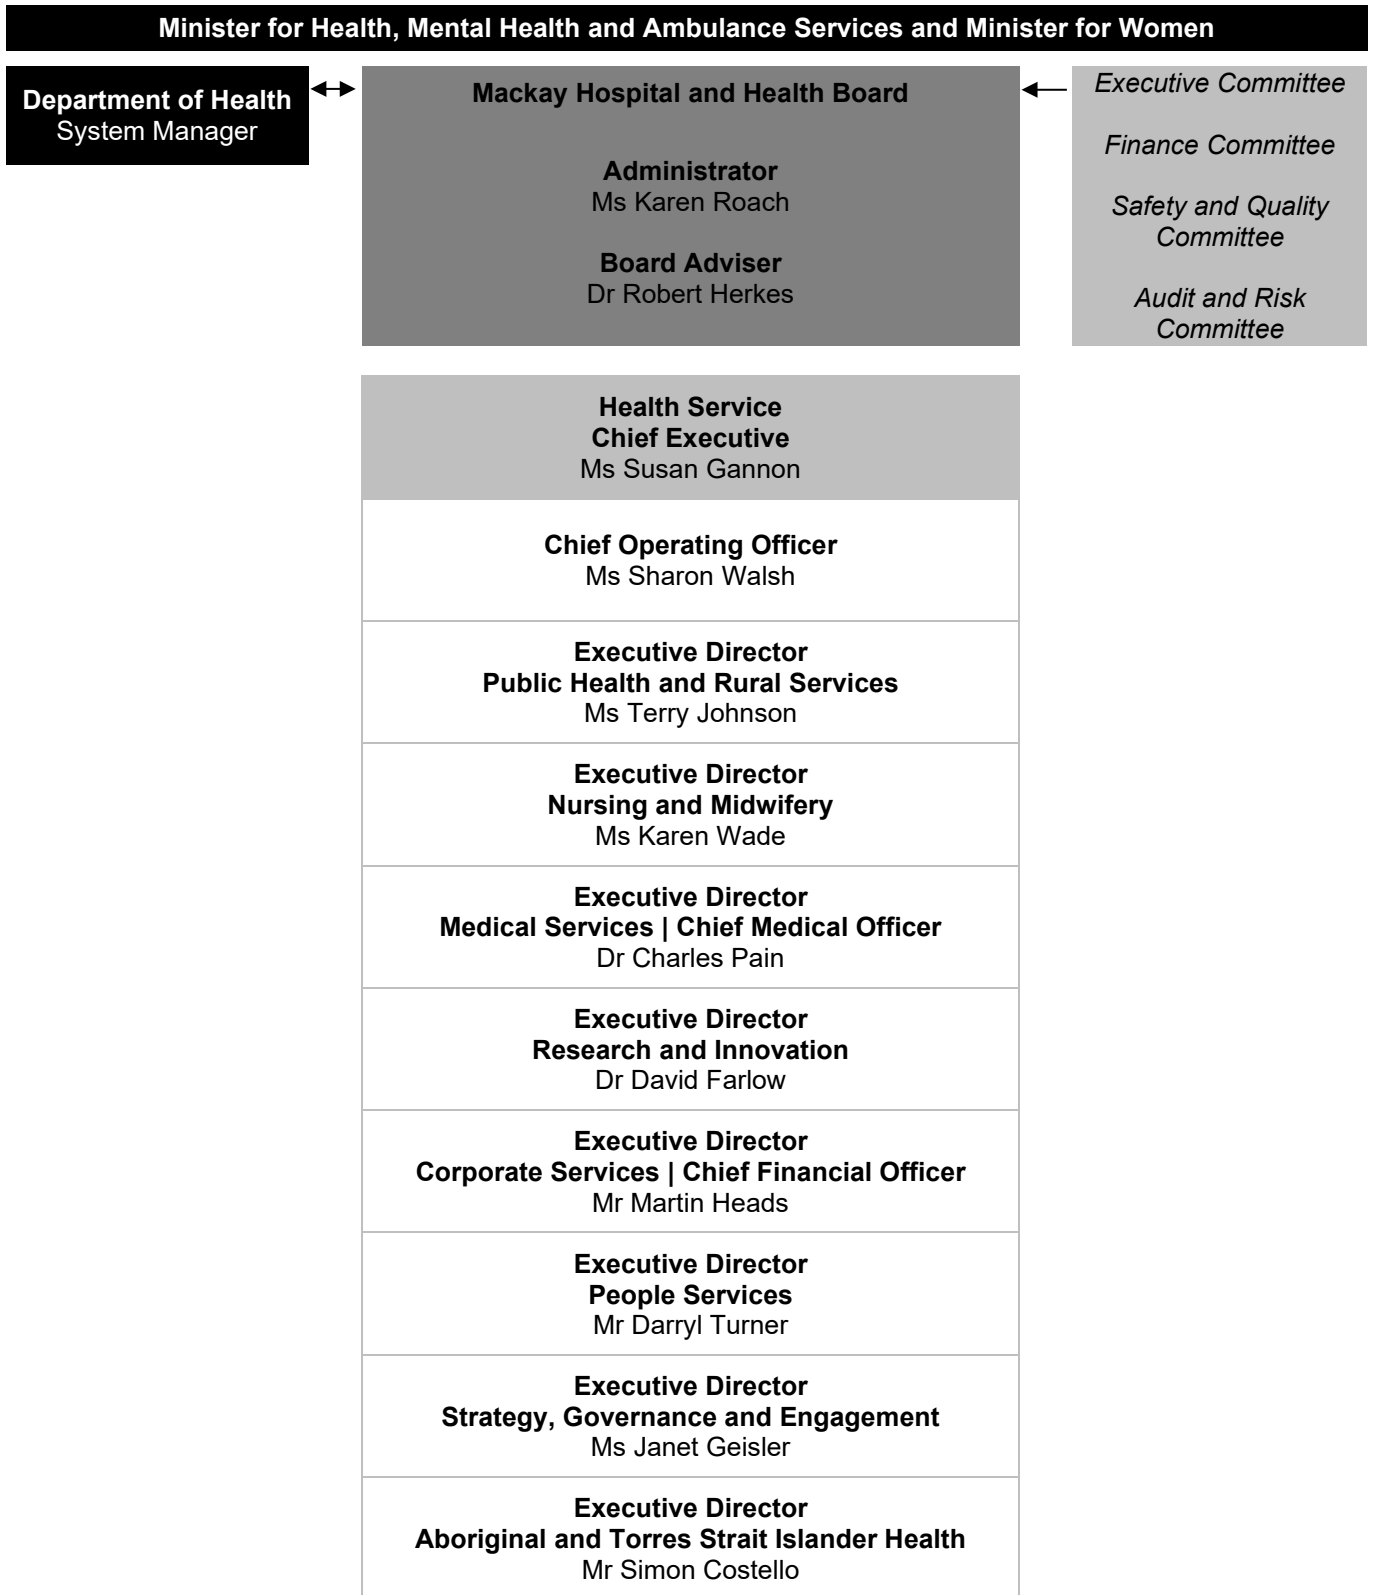 Minister for Health, Mental Health and Ambulance Services and Minister for Women
Department of Health
System Manager
Mackay Hospital and Health Board
Administrator
Ms Karen Roach
Board Adviser
Dr Robert Herkes
Executive Committee
Finance Committee
Safety and Quality
Committee
Audit and Risk
Committee
Health Service
Chief Executive
Ms Susan Gannon
Chief Operating Officer
Ms Sharon Walsh
Executive Director
Public Health and Rural Services
Ms Terry Johnson
Executive Director
Nursing and Midwifery
Ms Karen Wade
Executive Director
Medical Services | Chief Medical Officer
Dr Charles Pain
Executive Director
Research and Innovation
Dr David Farlow
Executive Director
Corporate Services | Chief Financial Officer
Mr Martin Heads
Executive Director
People Services
Mr Darryl Turner
Executive Director
Strategy, Governance and Engagement
Ms Janet Geisler
Executive Director
Aboriginal and Torres Strait Islander Health
Mr Simon Costello